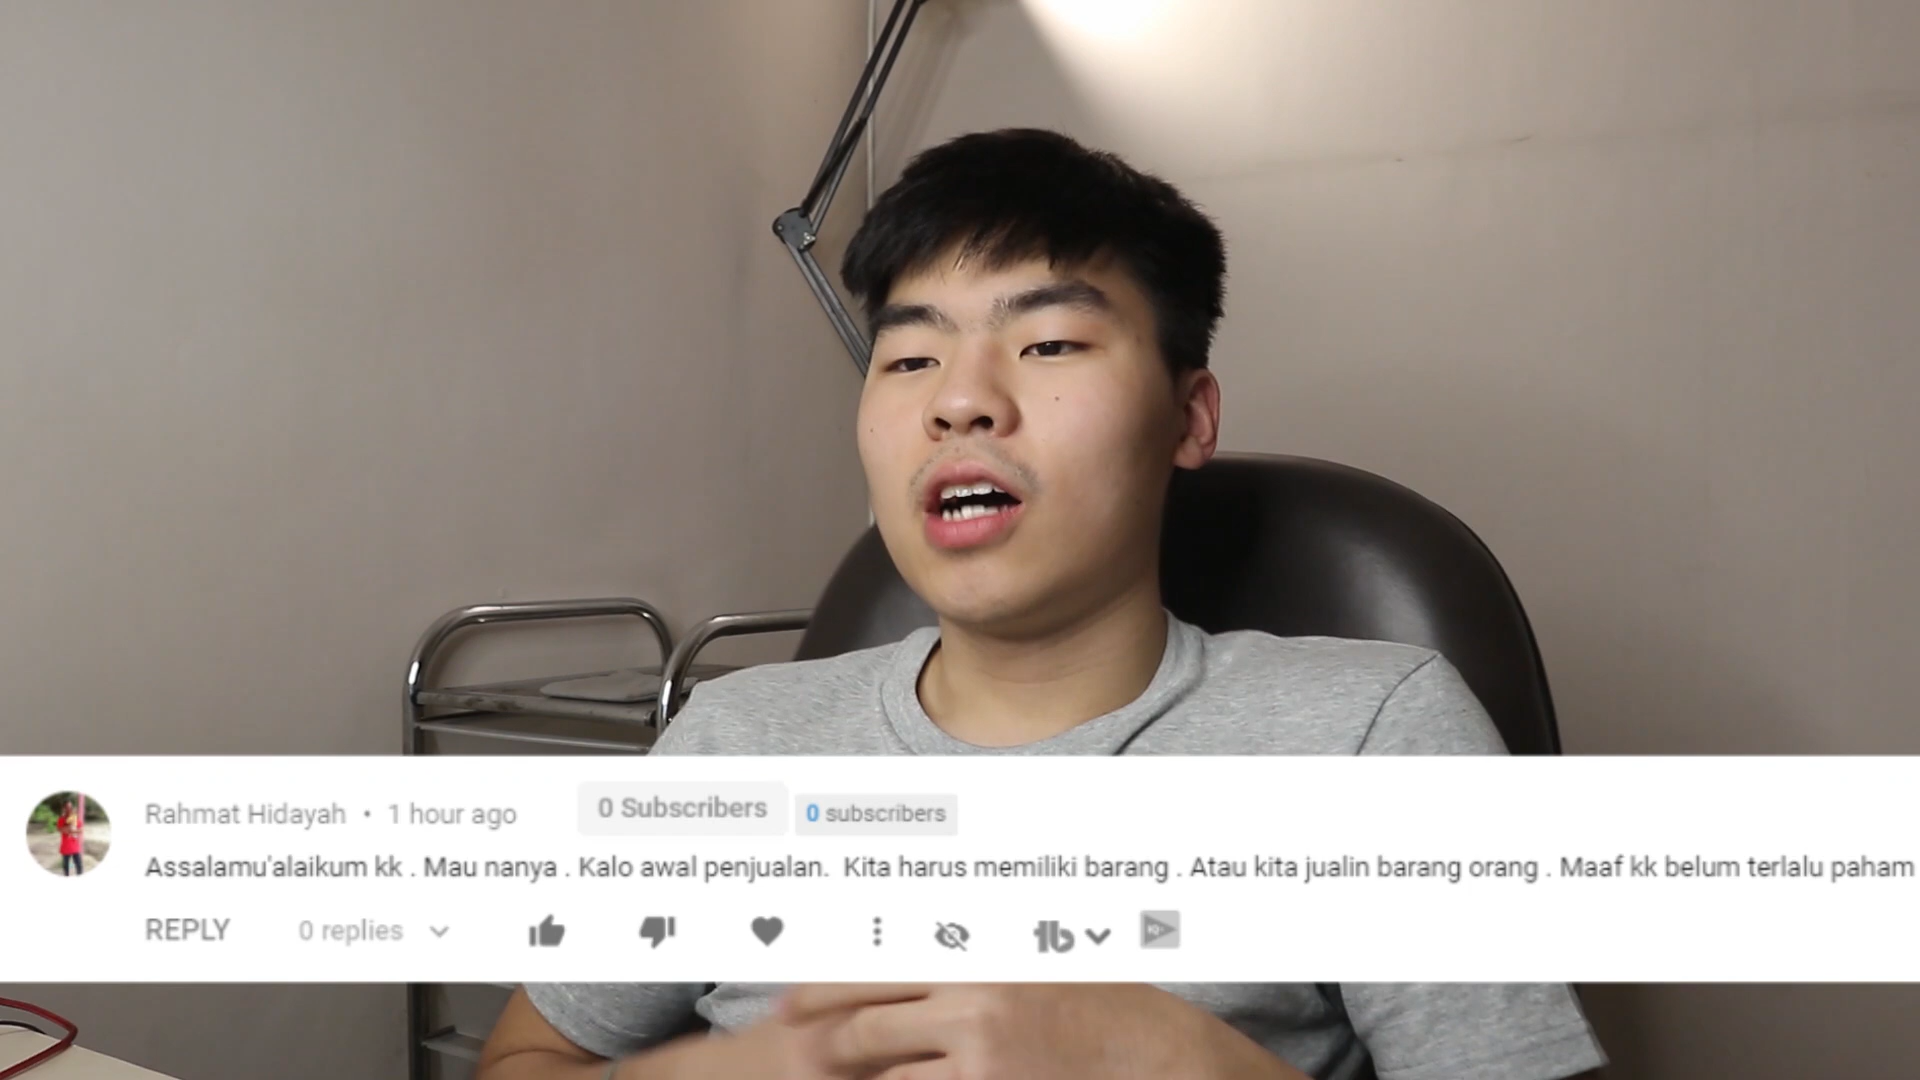 Rahmat Hidayah • 1 hour ago 0 Subscribers 0 subscribers
Assalamu'alaikum kk . Mau nanya . Kalo awal penjualan.  Kita harus memiliki barang . Atau kita jualin barang orang . Maaf kk belum terlalu paham
REPLY 0 replies